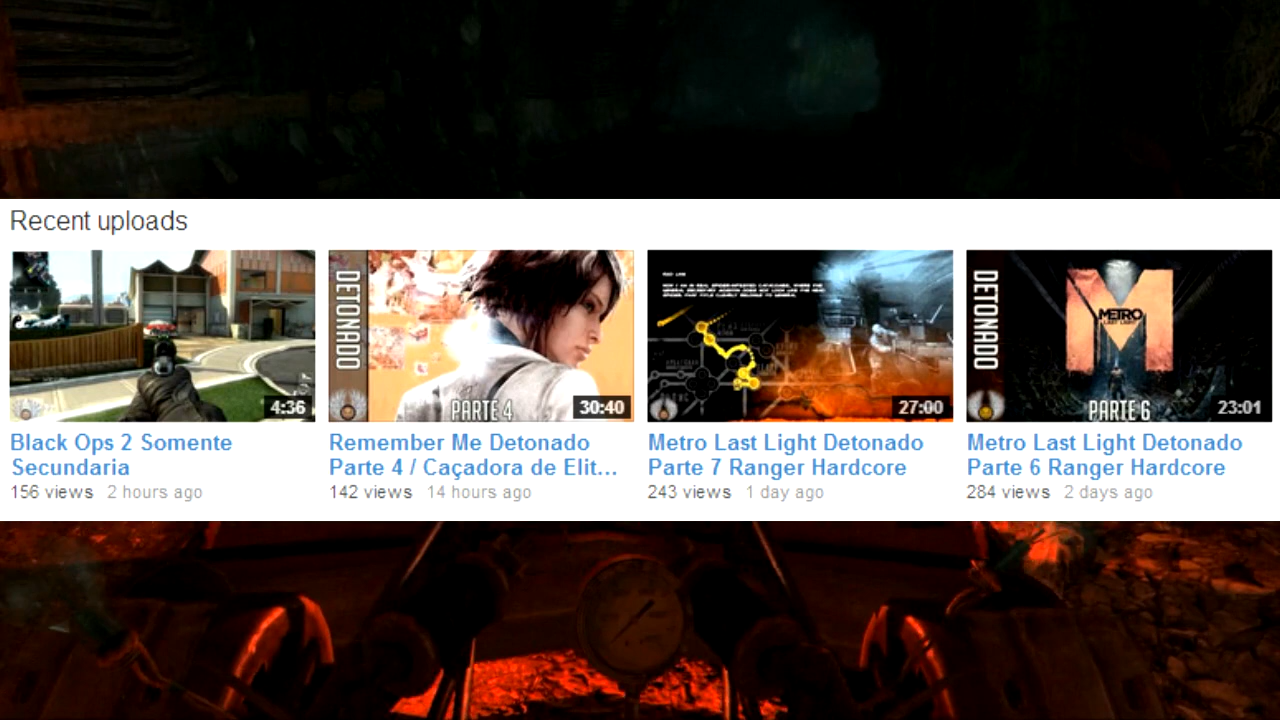 Recent uploads
4:36
DETONADO
PARTE 4
30:40
27:00
DETONADO
METRO
LAST LIGHT
PARTE 6
23:01
Black Ops 2 Somente
Secundaria
156 views 2 hours ago
Remember Me Detonado
Parte 4 / Caçadora de Elit...
142 views 14 hours ago
Metro Last Light Detonado
Parte 7 Ranger Hardcore
243 views 1 day ago
Metro Last Light Detonado
Parte 6 Ranger Hardcore
284 views 2 days ago